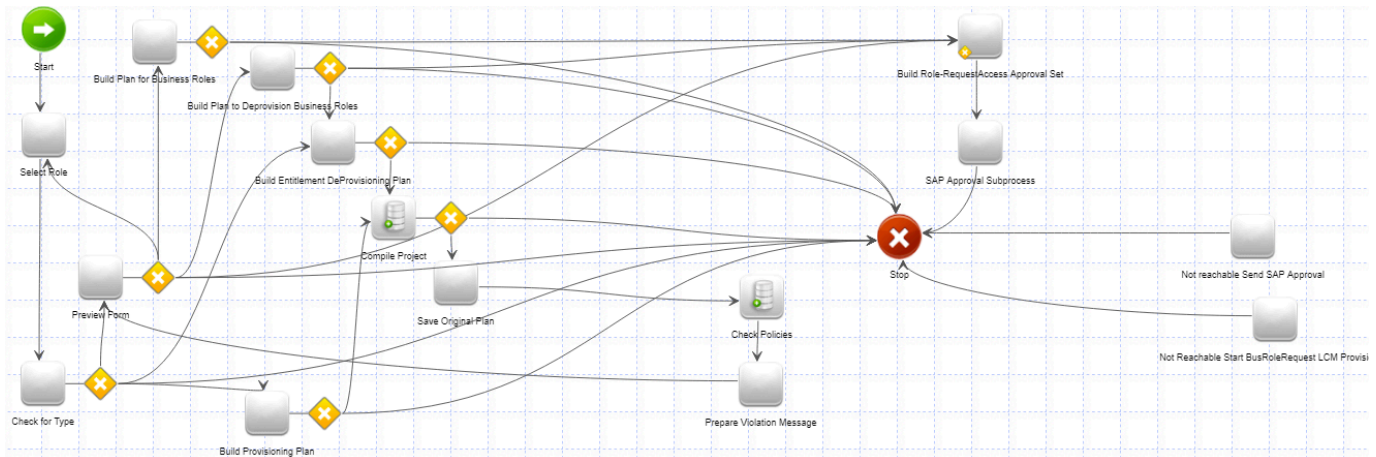 Start
Build Plan for Business Roles
Build Role-RequestAccess Approval Set
Build Plan to Deprovision Business Roles
Select Role
Build Entitlement DeProvisioning Plan
SAP Approval Subprocess
Compile Project
Stop
Not reachable Send SAP Approval
Preview Form
Save Original Plan
Check Policies
Not Reachable Start BusRoleRequest LCM Provisi
Check for Type
Prepare Violation Message
Build Provisioning Plan